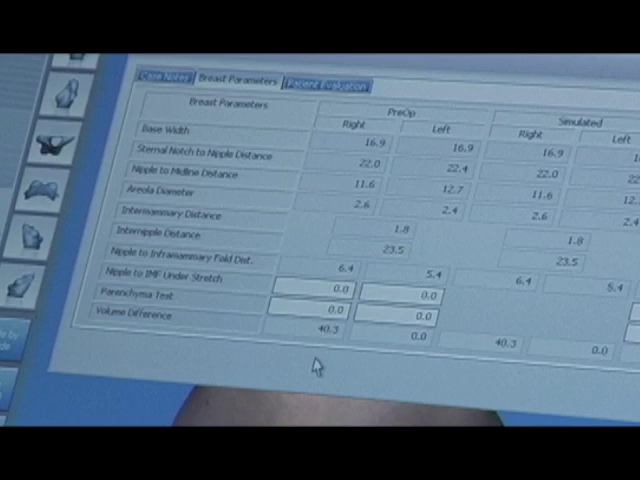 Case Notes Breast Parameters Patient Evaluation
Breast Parameters PreOp Simulated
Right Left Right Left
Base Width 16.9 16.9 16.9
Sternal Notch to Nipple Distance 22.0 22.4 22.0
Nipple to Midline Distance 11.6 12.7 11.6
Areola Diameter 2.6 2.4 2.6 2.4
Intermammary Distance 1.8 1.8
Internipple Distance 23.5 23.5
Nipple to Inframammary Fold Dist. 6.4 5.4 6.4 5.4
Nipple to IMF Under Stretch 0.0 0.0
Parenchyma Test 0.0 0.0
Volume Difference 40.3 0.0 40.3 0.0